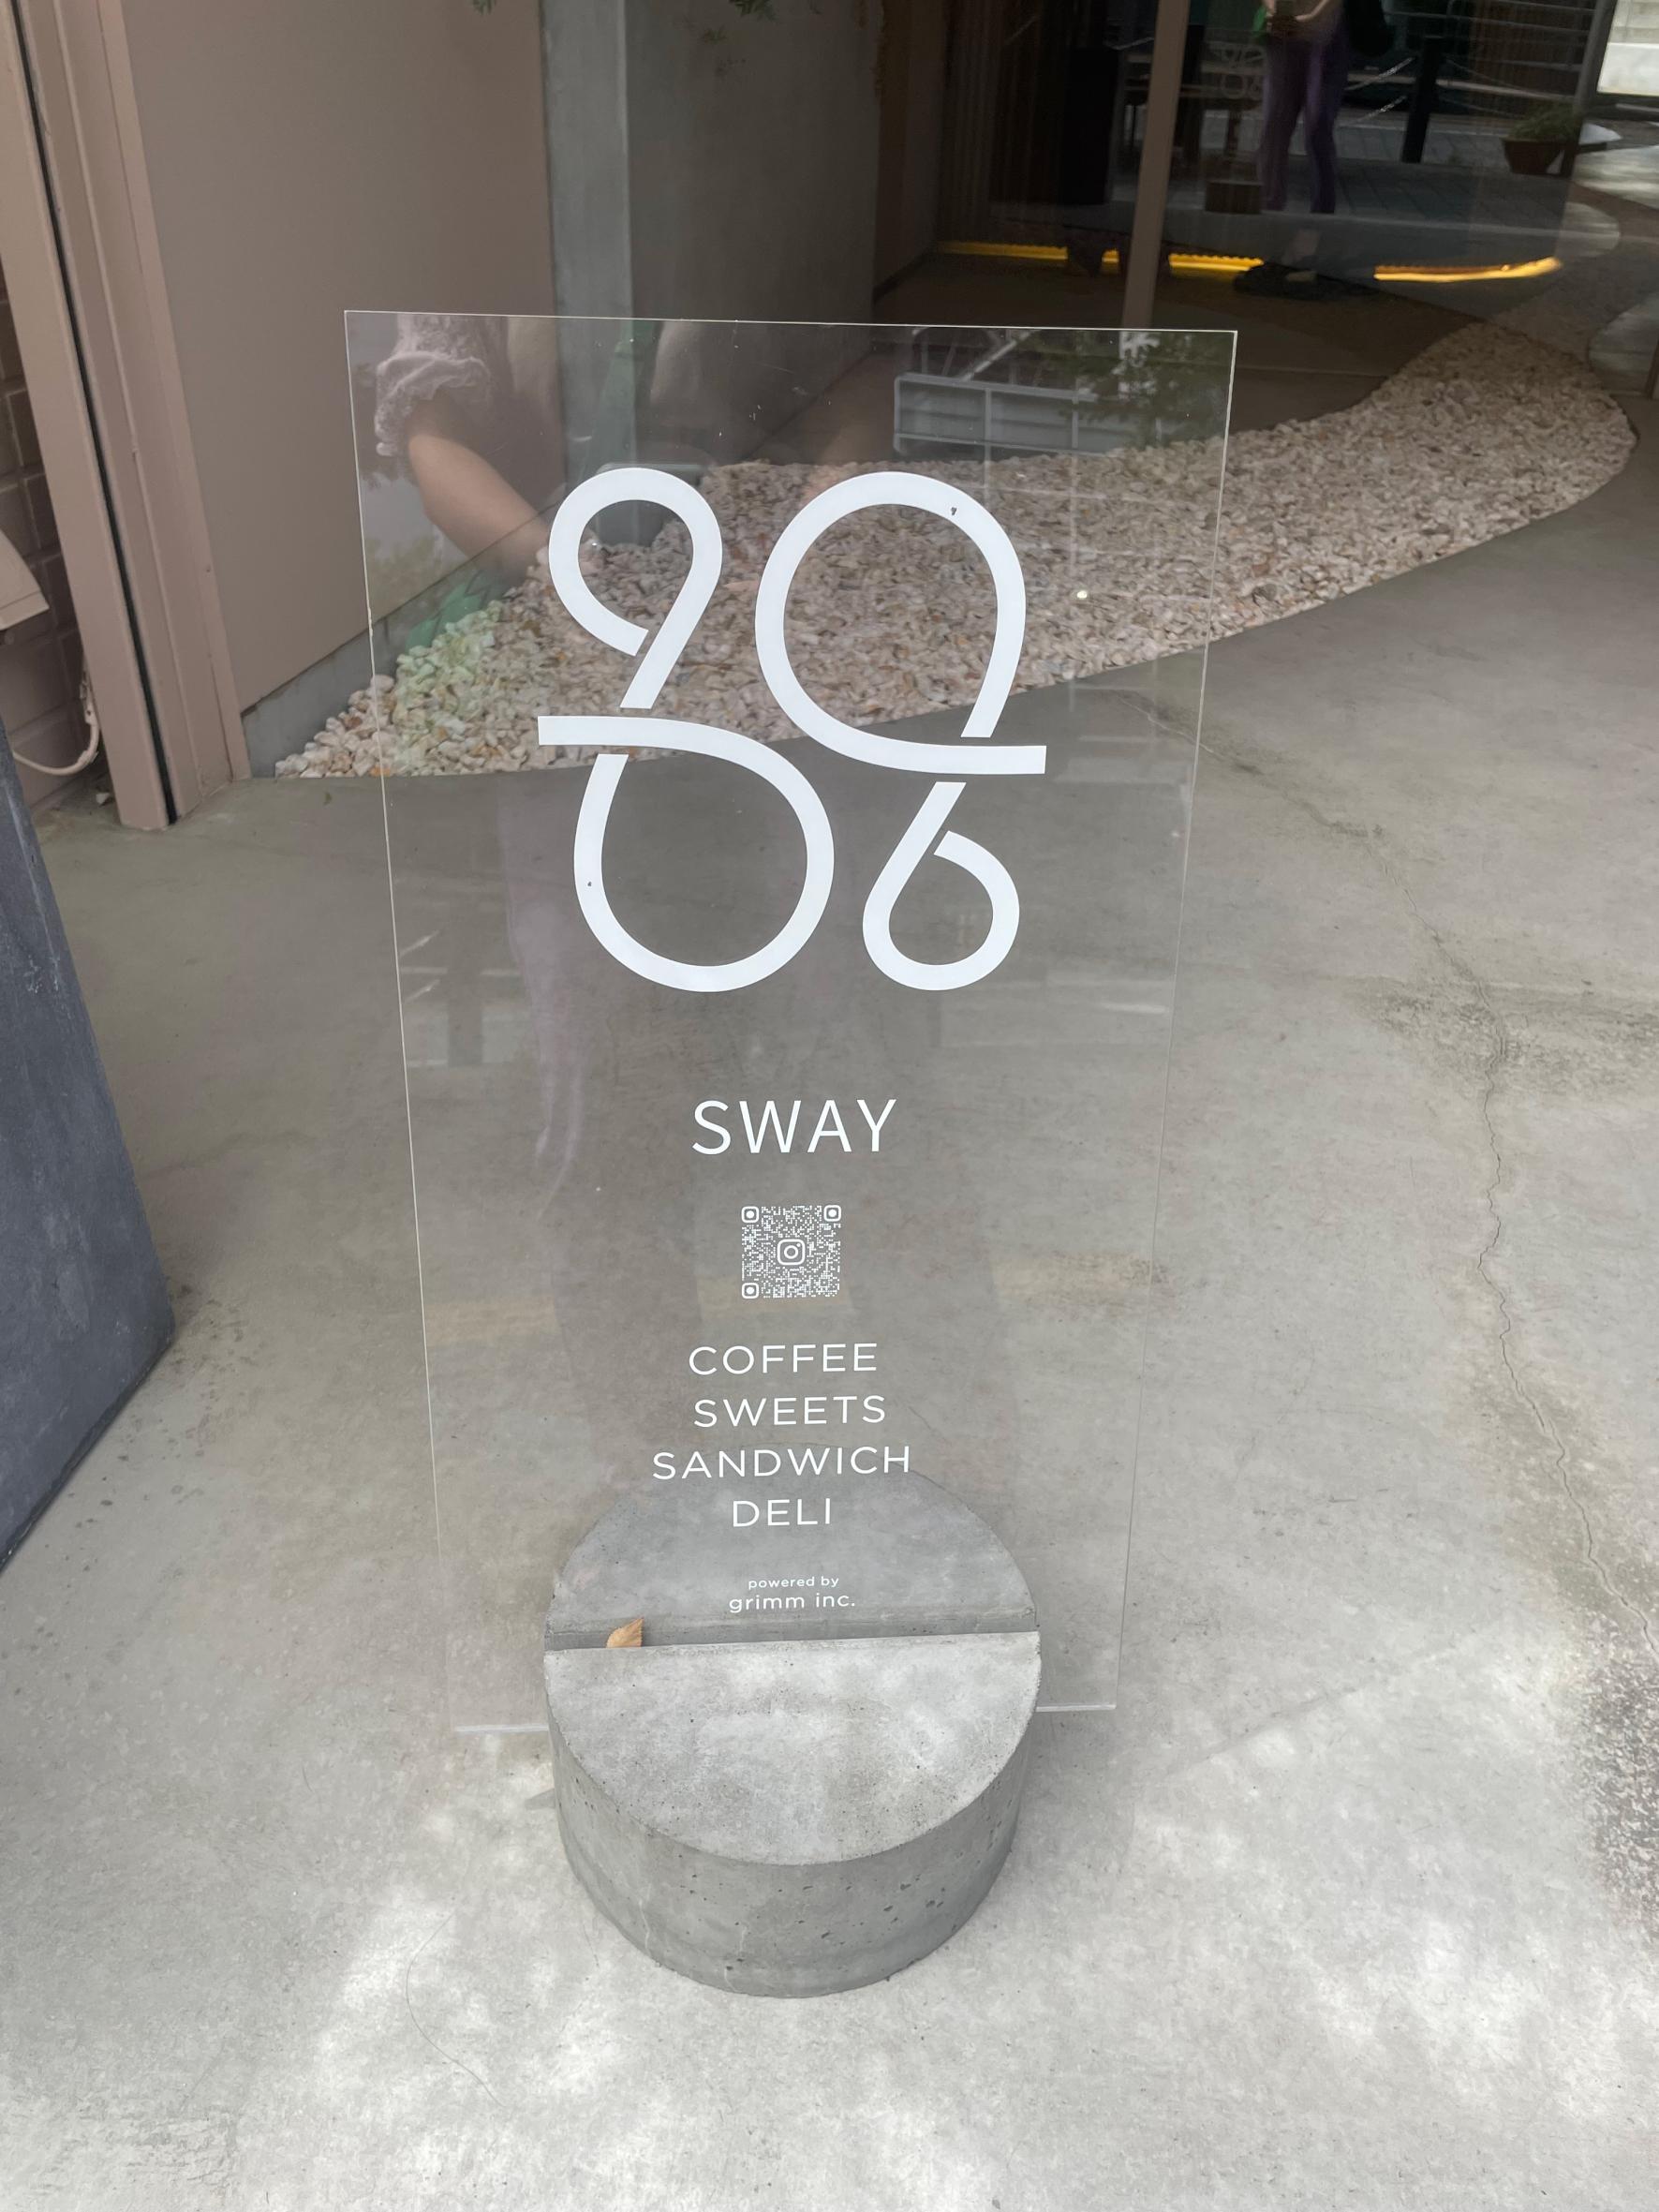 SWAY
COFFEE
SWEETS
SANDWICH
DELI
powered by
grimm inc.